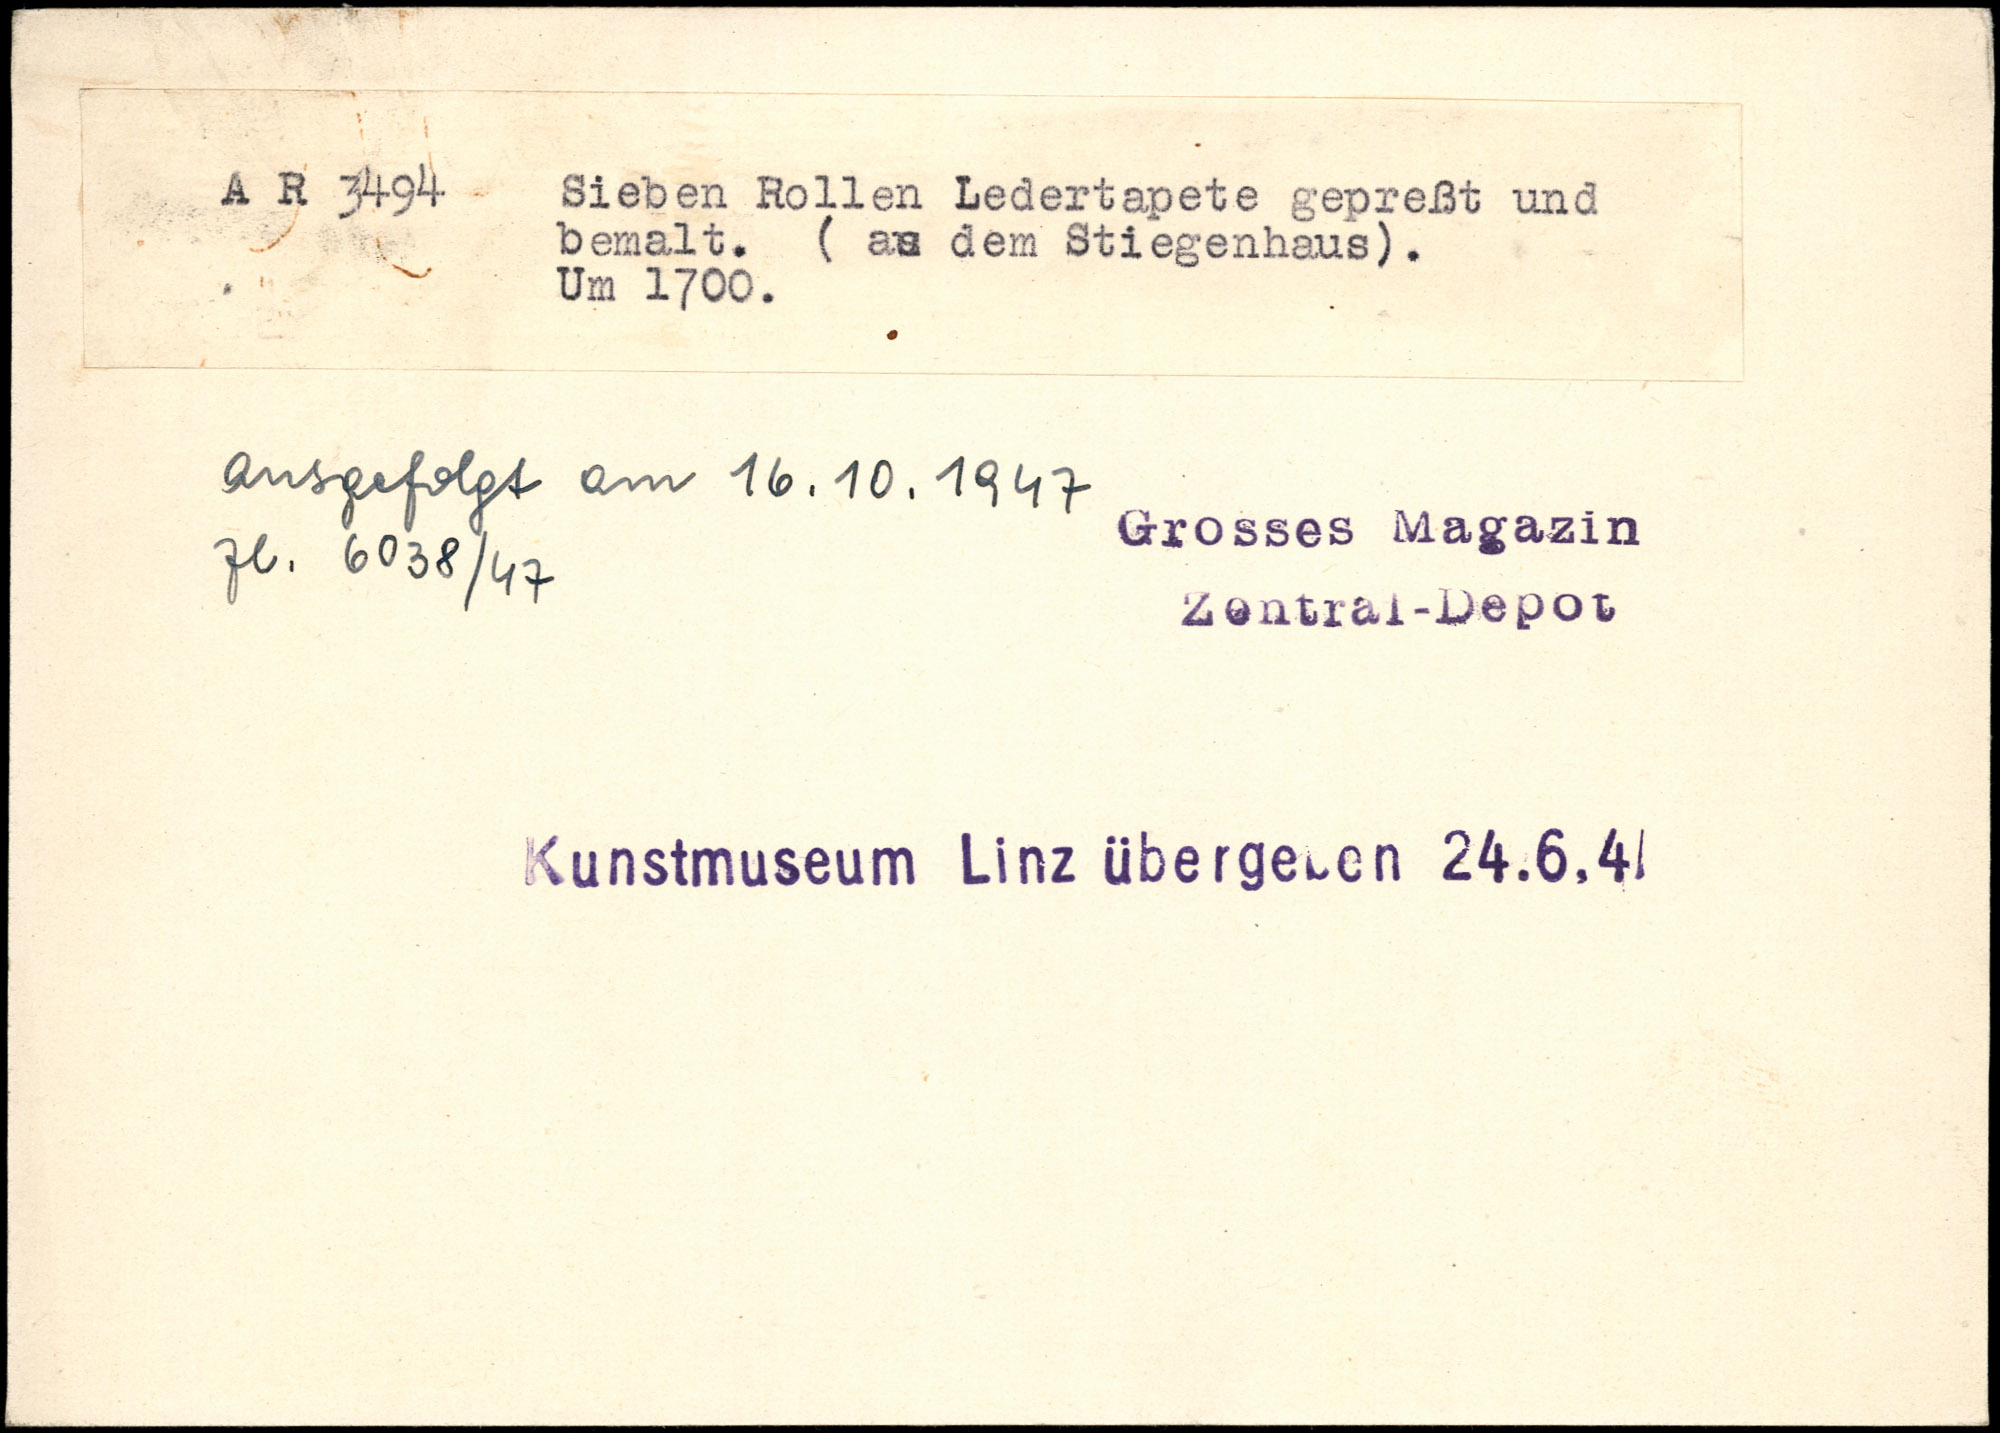 A R 3494 Sieben Rollen Ledertapete gepreßt und
bemalt. ( aus dem Stiegenhaus).
Um 1700.
ausgefolgt am 16.10.1947
Zl. 6038/47
Grosses Magazin
Zentral-Depot
Kunstmuseum Linz übergeben 24.6.41